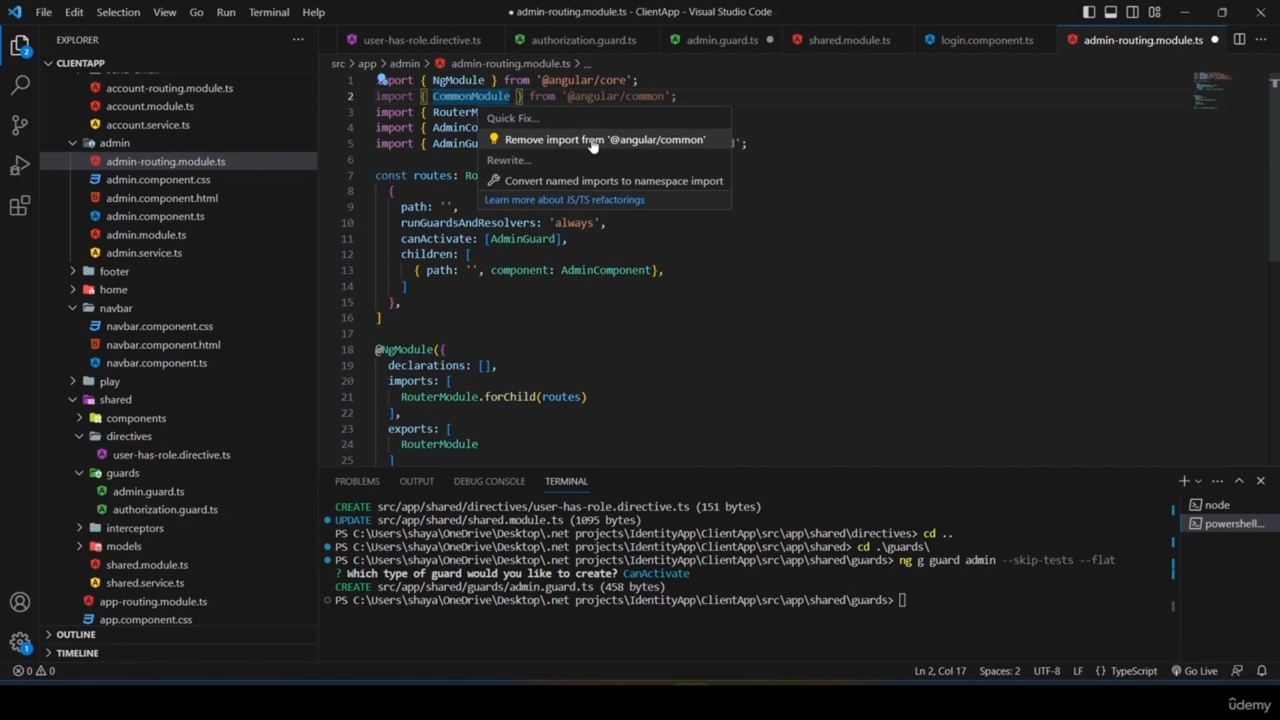 File Edit Selection View Go Run Terminal Help
admin-routing.module.ts - ClientApp - Visual Studio Code
EXPLORER
CLIENTAPP
account-routing.module.ts
account.module.ts
account.service.ts
admin
admin-routing.module.ts
admin.component.css
admin.component.html
admin.component.ts
admin.module.ts
admin.service.ts
footer
home
navbar
navbar.component.css
navbar.component.html
navbar.component.ts
play
shared
components
directives
user-has-role.directive.ts
guards
admin.guard.ts
authorization.guard.ts
interceptors
models
shared.module.ts
shared.service.ts
app-routing.module.ts
app.component.css
OUTLINE
TIMELINE
user-has-role.directive.ts authorization.guard.ts admin.guard.ts shared.module.ts login.component.ts admin-routing.module.ts
src > app > admin > admin-routing.module.ts > ...
1 import { NgModule } from '@angular/core';
2 import { CommonModule } from '@angular/common';
3 import { RouterM
4 import { AdminCo
5 import { AdminGu d';
6
7 const routes: Ro
8 {
9 path: '',
10 runGuardsAndResolvers: 'always',
11 canActivate: [AdminGuard],
12 children: [
13 { path: '', component: AdminComponent},
14 ]
15 },
16 ]
17
18 @NgModule({
19 declarations: [],
20 imports: [
21 RouterModule.forChild(routes)
22 ],
23 exports: [
24 RouterModule
25 ]
Quick Fix...
Remove import from '@angular/common'
Rewrite...
Convert named imports to namespace import
Learn more about JS/TS refactorings
PROBLEMS OUTPUT DEBUG CONSOLE TERMINAL
CREATE src/app/shared/directives/user-has-role.directive.ts (151 bytes)
UPDATE src/app/shared/shared.module.ts (1095 bytes)
PS C:\Users\shaya\OneDrive\Desktop\.net projects\IdentityApp\ClientApp\src\app\shared\directives> cd ..
PS C:\Users\shaya\OneDrive\Desktop\.net projects\IdentityApp\ClientApp\src\app\shared> cd .\guards\
PS C:\Users\shaya\OneDrive\Desktop\.net projects\IdentityApp\ClientApp\src\app\shared\guards> ng g guard admin --skip-tests --flat
? Which type of guard would you like to create? CanActivate
CREATE src/app/shared/guards/admin.guard.ts (458 bytes)
PS C:\Users\shaya\OneDrive\Desktop\.net projects\IdentityApp\ClientApp\src\app\shared\guards>
node
powershell...
0 0 Ln 2, Col 17 Spaces: 2 UTF-8 LF {} TypeScript Go Live
2
1
ûdemy